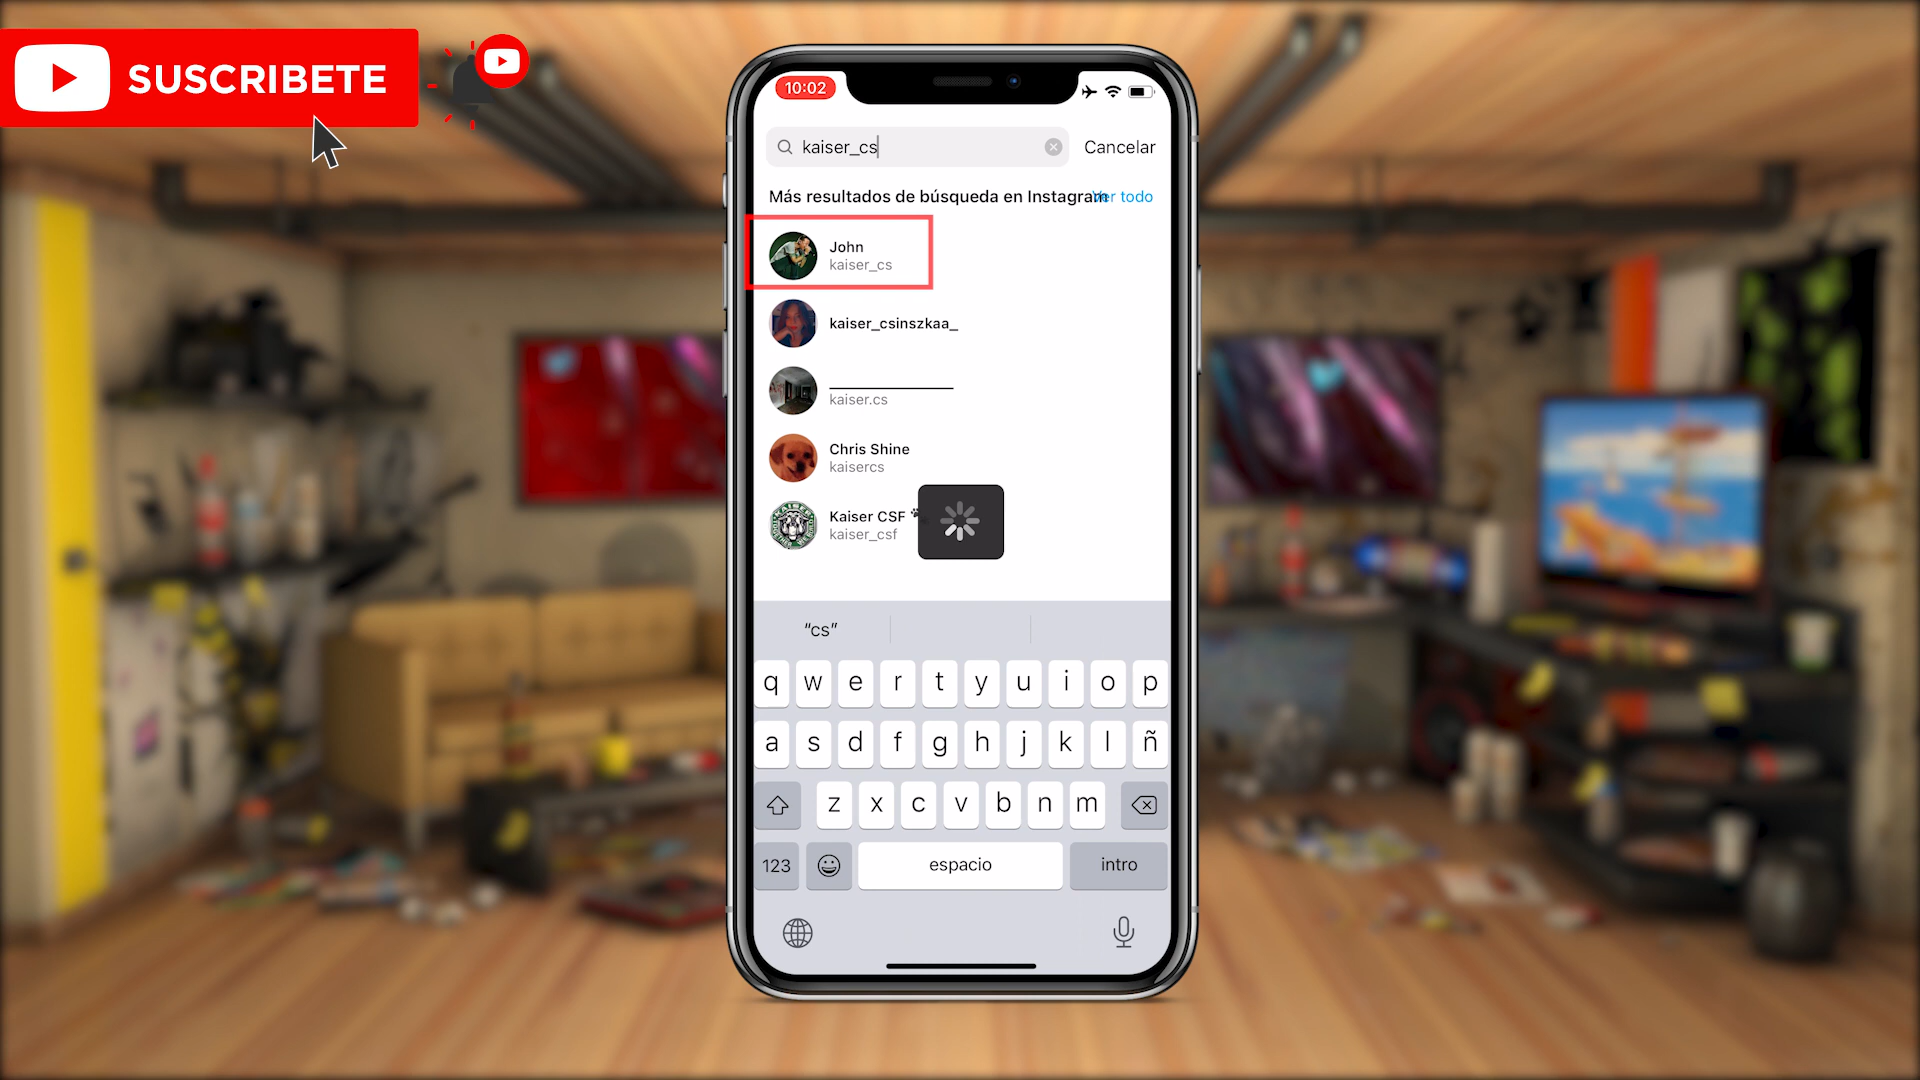 SUSCRIBETE
10:02
kaiser_cs
Cancelar
Más resultados de búsqueda en Instagram
Ver todo
John
kaiser_cs
kaiser_csinszkaa_
kaiser.cs
Chris Shine
kaisercs
Kaiser CSF
kaiser_csf
“cs”
q w e r t y u i o p
a s d f g h j k l ñ
z x c v b n m
123
espacio
intro